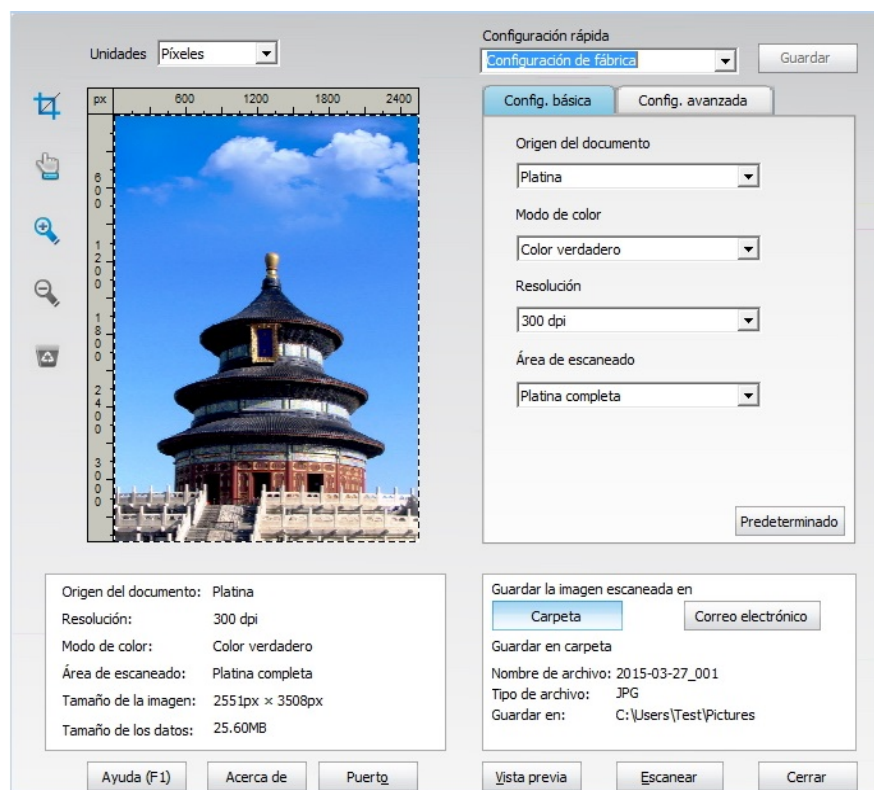 Unidades Píxeles
Configuración rápida
Configuración de fábrica
Guardar
px 600 1200 1800 2400
600
1200
1800
2400
3000
Config. básica
Config. avanzada
Origen del documento
Platina
Modo de color
Color verdadero
Resolución
300 dpi
Área de escaneado
Platina completa
Predeterminado
Origen del documento: Platina
Resolución: 300 dpi
Modo de color: Color verdadero
Área de escaneado: Platina completa
Tamaño de la imagen: 2551px × 3508px
Tamaño de los datos: 25.60MB
Guardar la imagen escaneada en
Carpeta
Correo electrónico
Guardar en carpeta
Nombre de archivo: 2015-03-27_001
Tipo de archivo: JPG
Guardar en: C:\Users\Test\Pictures
Ayuda (F1)
Acerca de
Puerto
Vista previa
Escanear
Cerrar